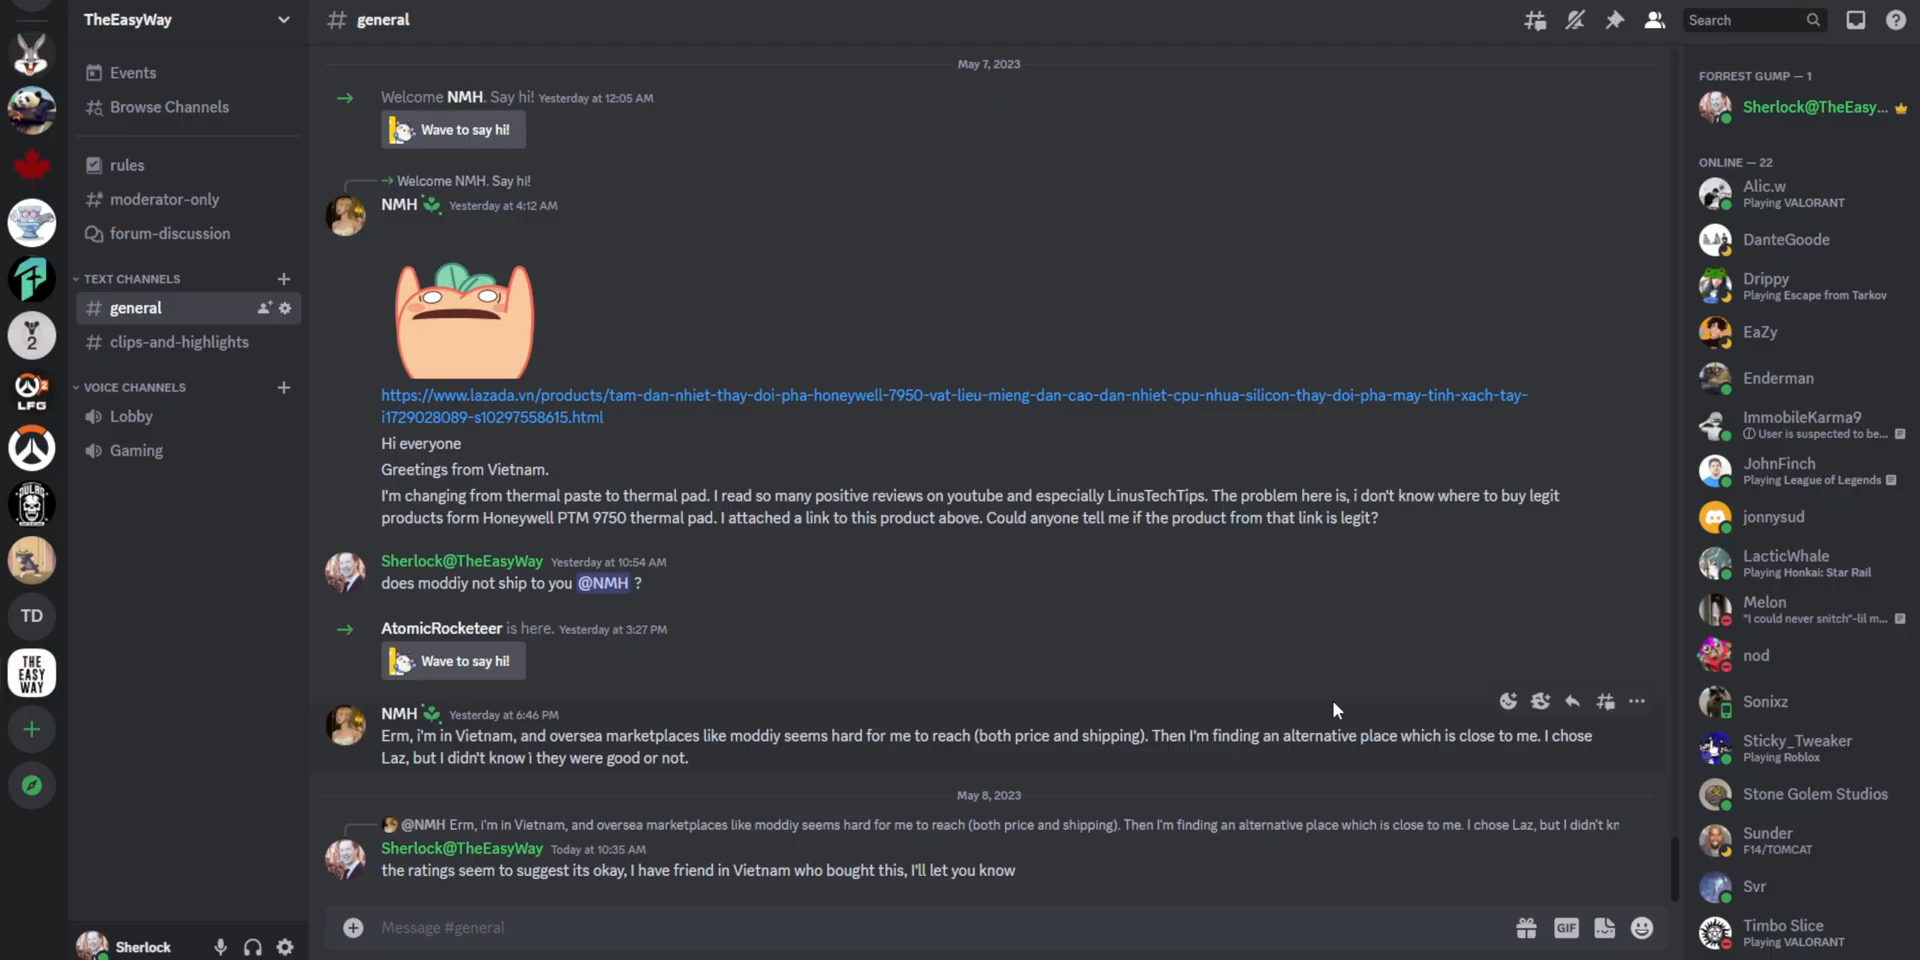 TheEasyWay
Events
Browse Channels
rules
moderator-only
forum-discussion
TEXT CHANNELS
general
clips-and-highlights
VOICE CHANNELS
Lobby
Gaming
2
LFG
TD
THE
EASY
WAY
Sherlock
general
Search
May 7, 2023
Welcome NMH. Say hi! Yesterday at 12:05 AM
Wave to say hi!
Welcome NMH. Say hi!
NMH Yesterday at 4:12 AM
https://www.lazada.vn/products/tam-dan-nhiet-thay-doi-pha-honeywell-7950-vat-lieu-mieng-dan-cao-dan-nhiet-cpu-nhua-silicon-thay-doi-pha-may-tinh-xach-tay-
i1729028089-s10297558615.html
Hi everyone
Greetings from Vietnam.
I'm changing from thermal paste to thermal pad. I read so many positive reviews on youtube and especially LinusTechTips. The problem here is, i don't know where to buy legit
products form Honeywell PTM 9750 thermal pad. I attached a link to this product above. Could anyone tell me if the product from that link is legit?
Sherlock@TheEasyWay Yesterday at 10:54 AM
does moddiy not ship to you @NMH ?
AtomicRocketeer is here. Yesterday at 3:27 PM
Wave to say hi!
NMH Yesterday at 6:46 PM
Erm, i'm in Vietnam, and oversea marketplaces like moddiy seems hard for me to reach (both price and shipping). Then I'm finding an alternative place which is close to me. I chose
Laz, but I didn't know ì they were good or not.
May 8, 2023
@NMH Erm, i'm in Vietnam, and oversea marketplaces like moddiy seems hard for me to reach (both price and shipping). Then I'm finding an alternative place which is close to me. I chose Laz, but I didn't kn
Sherlock@TheEasyWay Today at 10:35 AM
the ratings seem to suggest its okay, I have friend in Vietnam who bought this, I'll let you know
Message #general
GIF
FORREST GUMP — 1
Sherlock@TheEasy...
ONLINE — 22
Alic.w
Playing VALORANT
DanteGoode
Drippy
Playing Escape from Tarkov
EaZy
Enderman
ImmobileKarma9
User is suspected to be...
JohnFinch
Playing League of Legends
jonnysud
LacticWhale
Playing Honkai: Star Rail
Melon
"I could never snitch"-lil m...
nod
Sonixz
Sticky_Tweaker
Playing Roblox
Stone Golem Studios
Sunder
F14/TOMCAT
Svr
Timbo Slice
Playing VALORANT